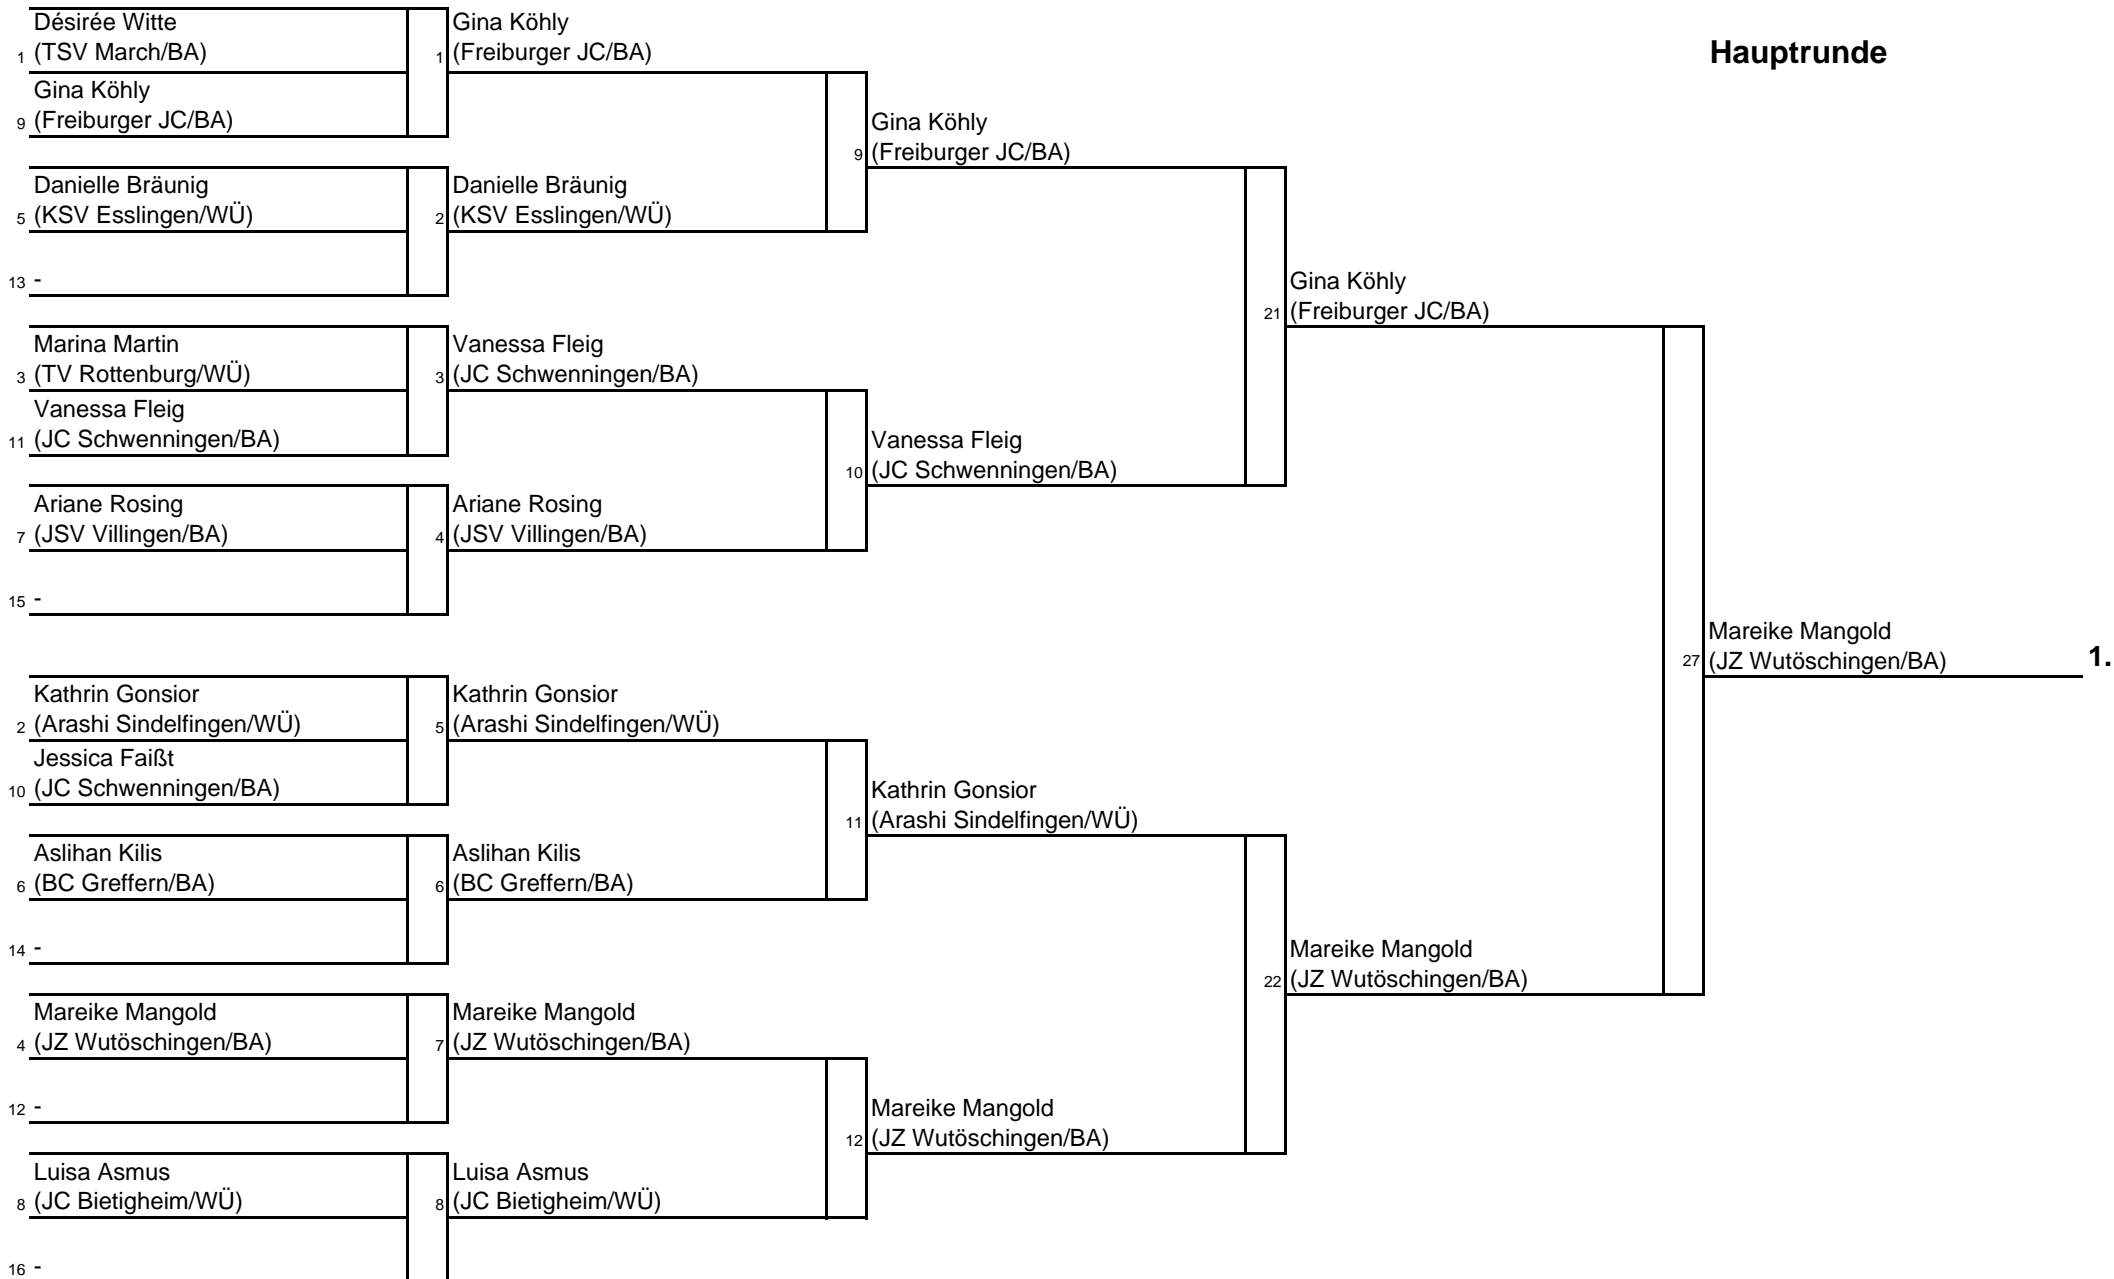 Hauptrunde
Désirée Witte
1 (TSV March/BA)
Gina Köhly
9 (Freiburger JC/BA)
Danielle Bräunig
5 (KSV Esslingen/WÜ)
13 -
Marina Martin
3 (TV Rottenburg/WÜ)
Vanessa Fleig
11 (JC Schwenningen/BA)
Ariane Rosing
7 (JSV Villingen/BA)
15 -
Kathrin Gonsior
2 (Arashi Sindelfingen/WÜ)
Jessica Faißt
10 (JC Schwenningen/BA)
Aslihan Kilis
6 (BC Greffern/BA)
14 -
Mareike Mangold
4 (JZ Wutöschingen/BA)
12 -
Luisa Asmus
8 (JC Bietigheim/WÜ)
16 -
Gina Köhly
1 (Freiburger JC/BA)
Danielle Bräunig
2 (KSV Esslingen/WÜ)
Vanessa Fleig
3 (JC Schwenningen/BA)
Ariane Rosing
4 (JSV Villingen/BA)
Kathrin Gonsior
5 (Arashi Sindelfingen/WÜ)
Aslihan Kilis
6 (BC Greffern/BA)
Mareike Mangold
7 (JZ Wutöschingen/BA)
Luisa Asmus
8 (JC Bietigheim/WÜ)
Gina Köhly
9 (Freiburger JC/BA)
Vanessa Fleig
10 (JC Schwenningen/BA)
Kathrin Gonsior
11 (Arashi Sindelfingen/WÜ)
Mareike Mangold
12 (JZ Wutöschingen/BA)
Gina Köhly
21 (Freiburger JC/BA)
Mareike Mangold
22 (JZ Wutöschingen/BA)
Mareike Mangold
27 (JZ Wutöschingen/BA) 1.